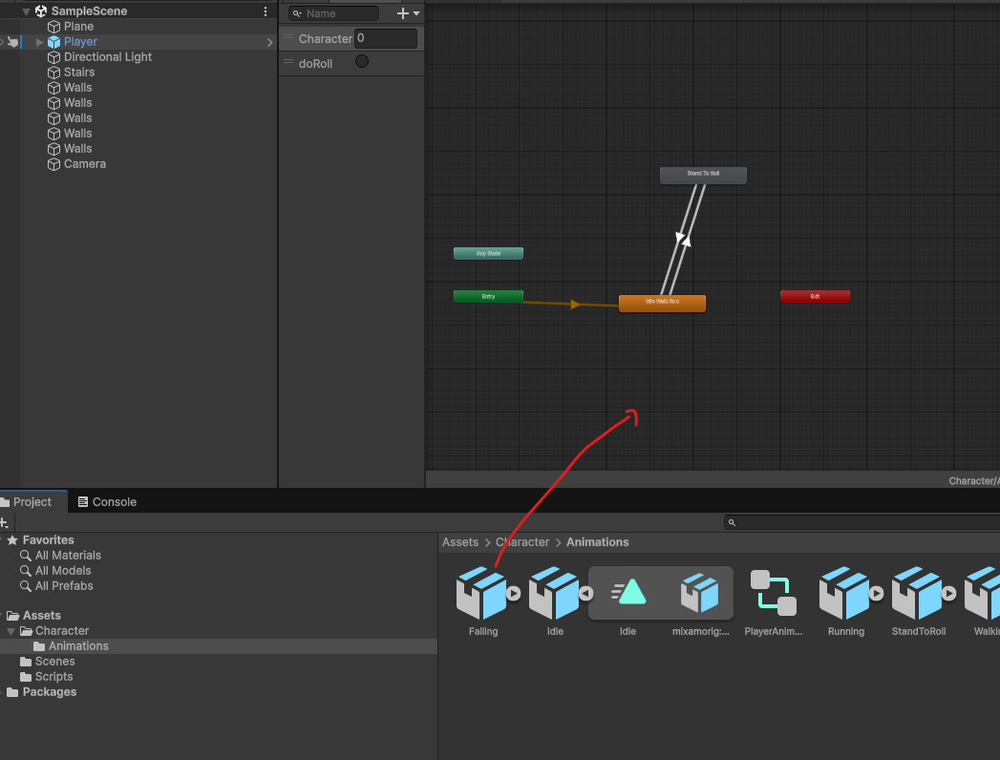 SampleScene
Plane
Player
Directional Light
Stairs
Walls
Walls
Walls
Walls
Walls
Camera
Name
Character 0
doRoll
Stand To Roll
Any State
Entry
Idle Walk Run
Exit
Character/A
Project
Console
Favorites
All Materials
All Models
All Prefabs
Assets
Character
Animations
Scenes
Scripts
Packages
Assets > Character > Animations
Falling
Idle
Idle
mixamorig:...
PlayerAnim...
Running
StandToRoll
Walkin